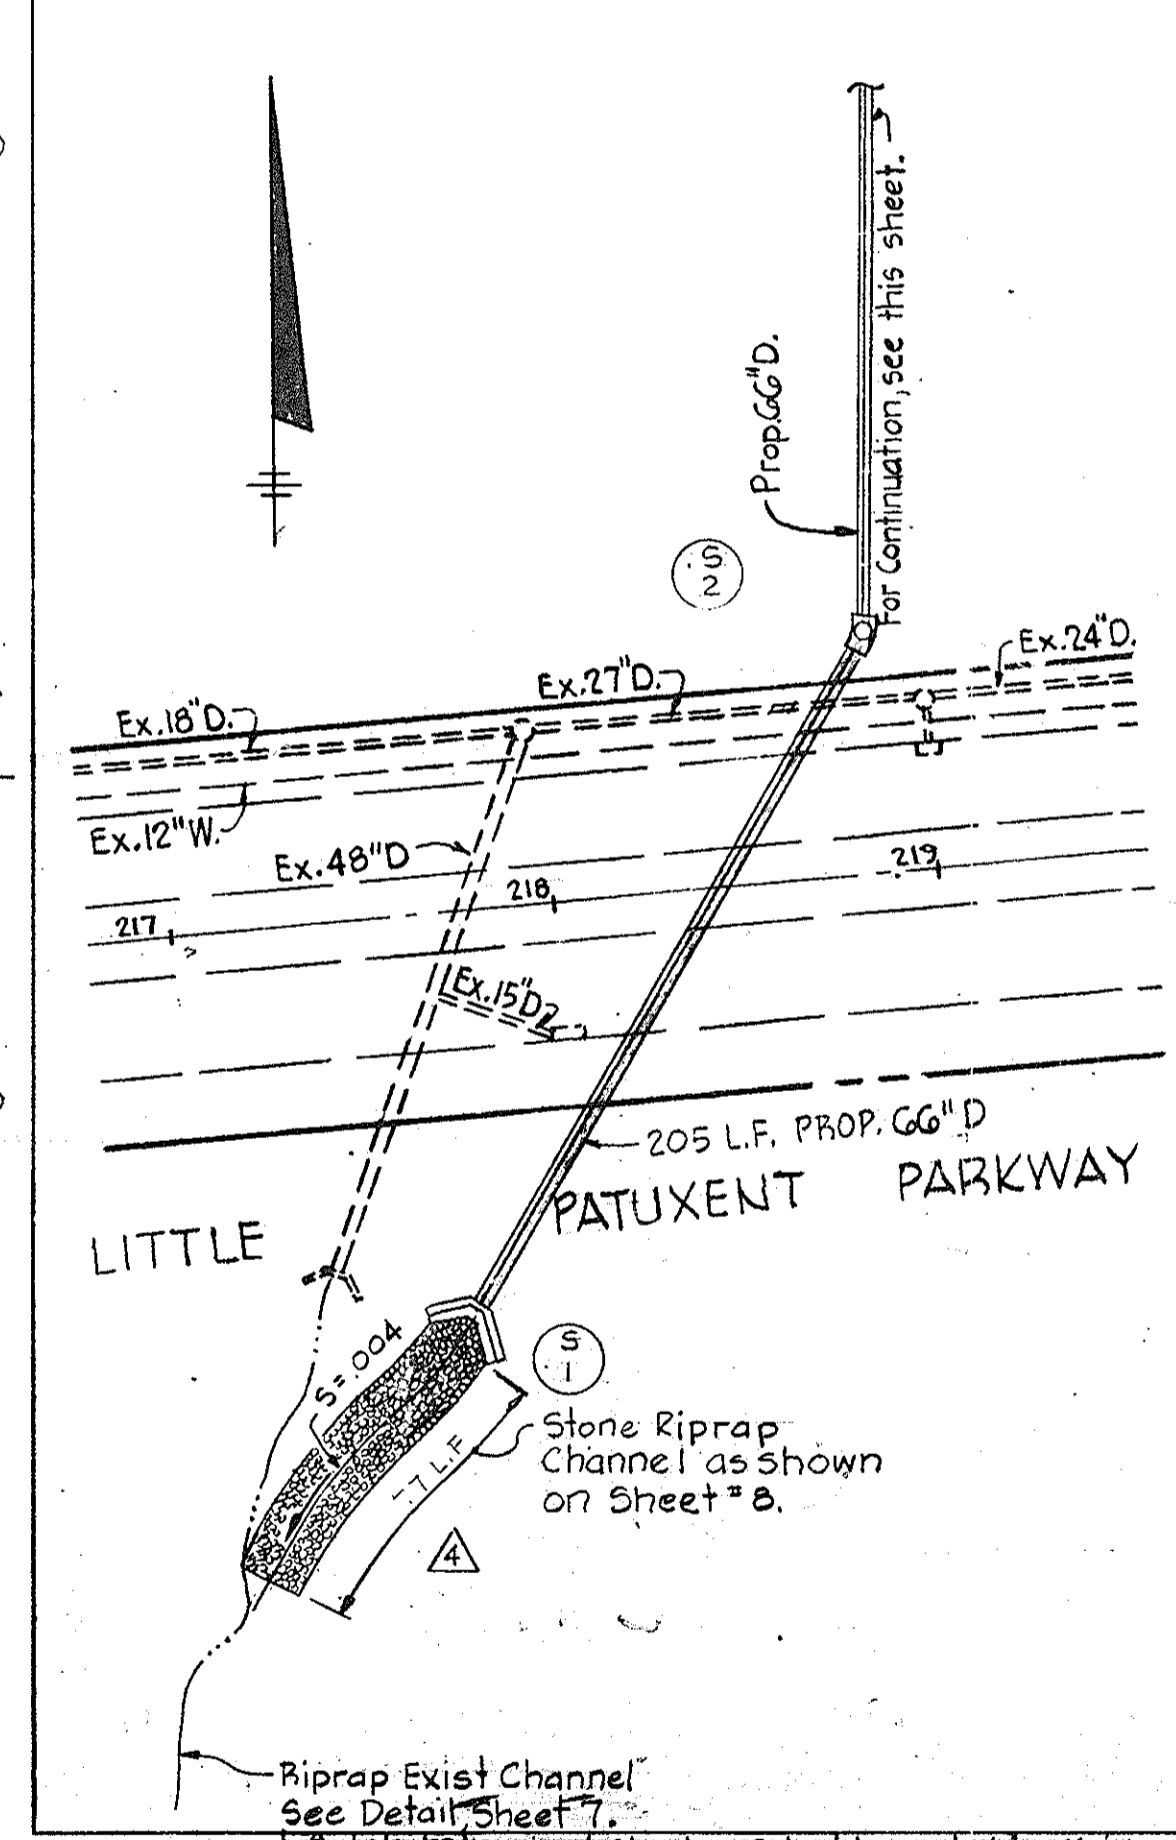 For Continuation, see this sheet.
Prop. 66"D.
S
2
Ex. 24"D.
Ex. 27"D.
Ex. 18"D.
Ex. 12"W.
Ex. 48"D
217
218
219
Ex. 15"D
205 L.F. PROP. 66"D
LITTLE PATUXENT PARKWAY
S=.004
S
1
77 L.F
Stone Riprap
Channel as shown
on Sheet #8.
4
Riprap Exist Channel
See Detail, Sheet 7.